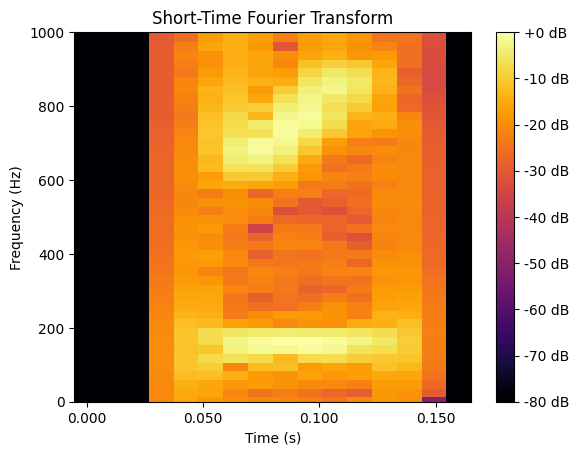 Short-Time Fourier Transform
1000
800
600
400
200
0
Frequency (Hz)
0.000
0.050
0.100
0.150
Time (s)
+0 dB
-10 dB
-20 dB
-30 dB
-40 dB
-50 dB
-60 dB
-70 dB
-80 dB